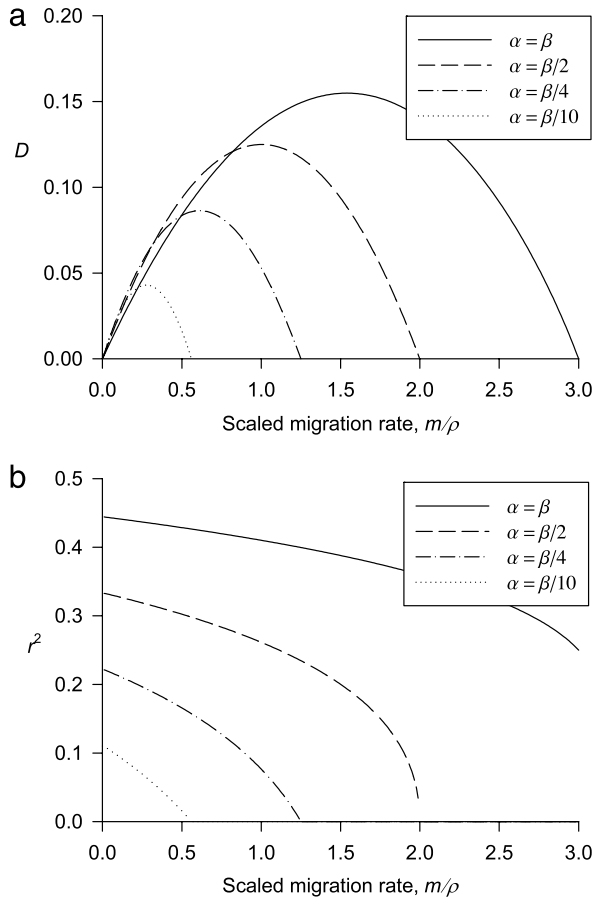 a
0.20
0.15
0.10
0.05
0.00
D
α = β
α = β/2
α = β/4
α = β/10
0.0 0.5 1.0 1.5 2.0 2.5 3.0
Scaled migration rate, m/ρ
b
0.5
0.4
0.3
0.2
0.1
0.0
r²
α = β
α = β/2
α = β/4
α = β/10
0.0 0.5 1.0 1.5 2.0 2.5 3.0
Scaled migration rate, m/ρ